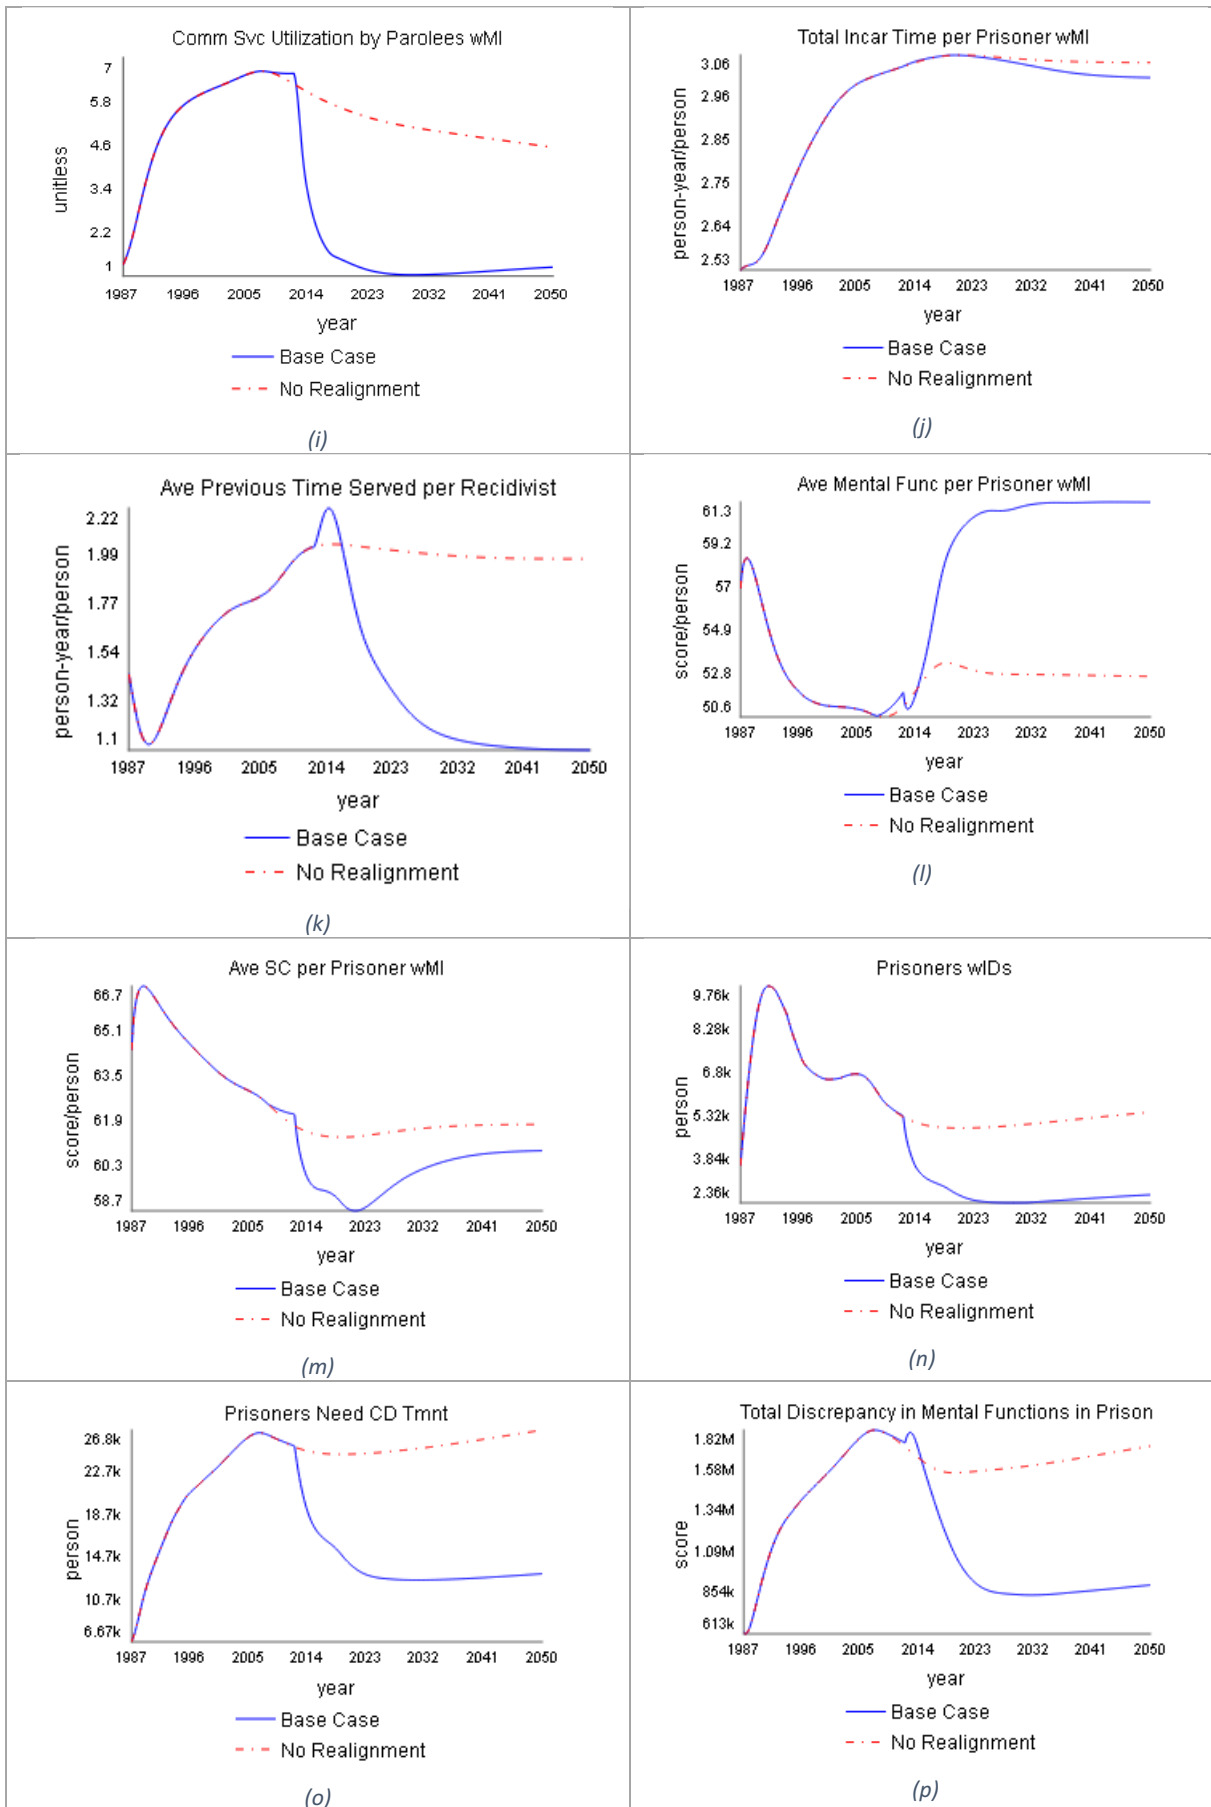 Comm Svc Utilization by Parolees wMI
7
5.8
4.6
3.4
2.2
1
unitless
1987 1996 2005 2014 2023 2032 2041 2050
year
Base Case
No Realignment
(i)
Total Incar Time per Prisoner wMI
3.06
2.96
2.85
2.75
2.64
2.53
person-year/person
1987 1996 2005 2014 2023 2032 2041 2050
year
Base Case
No Realignment
(j)
Ave Previous Time Served per Recidivist
2.22
1.99
1.77
1.54
1.32
1.1
person-year/person
1987 1996 2005 2014 2023 2032 2041 2050
year
Base Case
No Realignment
(k)
Ave Mental Func per Prisoner wMI
61.3
59.2
57
54.9
52.8
50.6
score/person
1987 1996 2005 2014 2023 2032 2041 2050
year
Base Case
No Realignment
(l)
Ave SC per Prisoner wMI
66.7
65.1
63.5
61.9
60.3
58.7
score/person
1987 1996 2005 2014 2023 2032 2041 2050
year
Base Case
No Realignment
(m)
Prisoners wIDs
9.76k
8.28k
6.8k
5.32k
3.84k
2.36k
person
1987 1996 2005 2014 2023 2032 2041 2050
year
Base Case
No Realignment
(n)
Prisoners Need CD Tmnt
26.8k
22.7k
18.7k
14.7k
10.7k
6.67k
person
1987 1996 2005 2014 2023 2032 2041 2050
year
Base Case
No Realignment
(o)
Total Discrepancy in Mental Functions in Prison
1.82M
1.58M
1.34M
1.09M
854k
613k
score
1987 1996 2005 2014 2023 2032 2041 2050
year
Base Case
No Realignment
(p)